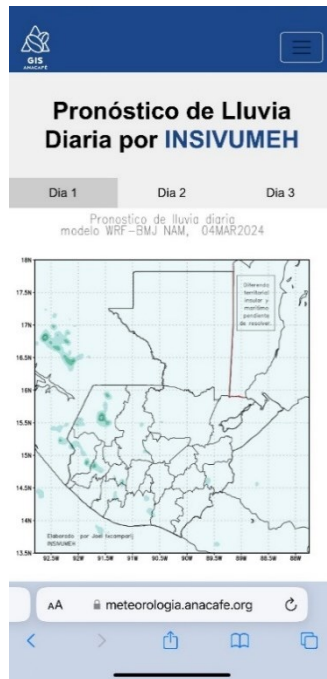 GIS
ANACAFÉ
Pronóstico de Lluvia
Diaria por INSIVUMEH
Dia 1
Dia 2
Dia 3
Pronostico de lluvia diaria
modelo WRF-BMJ NAM, 04MAR2024
18N
17.5N
17N
16.5N
16N
15.5N
15N
14.5N
14N
13.5N
Diferendo
territorial
insular y
marítimo
pendiente
de resolver.
Elaborado por José
INSIVUMEH
92.5W 92W 91.5W 91W 90.5W 90W 89.5W 89W 88.5W 88W
AA meteorologia.anacafe.org